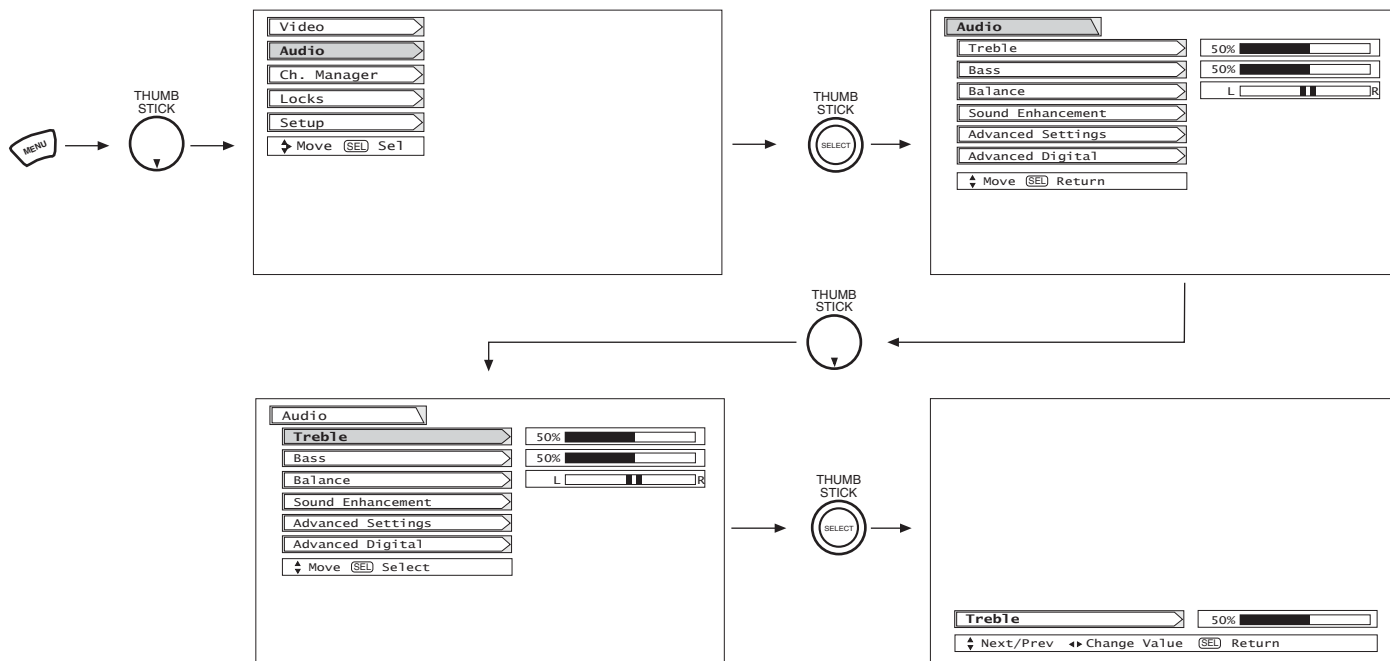 MENU
THUMB
STICK
Video
Audio
Ch. Manager
Locks
Setup
Move SEL Sel
THUMB
STICK
SELECT
Audio
Treble 50%
Bass 50%
Balance L R
Sound Enhancement
Advanced Settings
Advanced Digital
Move SEL Return
THUMB
STICK
Audio
Treble 50%
Bass 50%
Balance L R
Sound Enhancement
Advanced Settings
Advanced Digital
Move SEL Select
THUMB
STICK
SELECT
Treble 50%
Next/Prev Change Value SEL Return